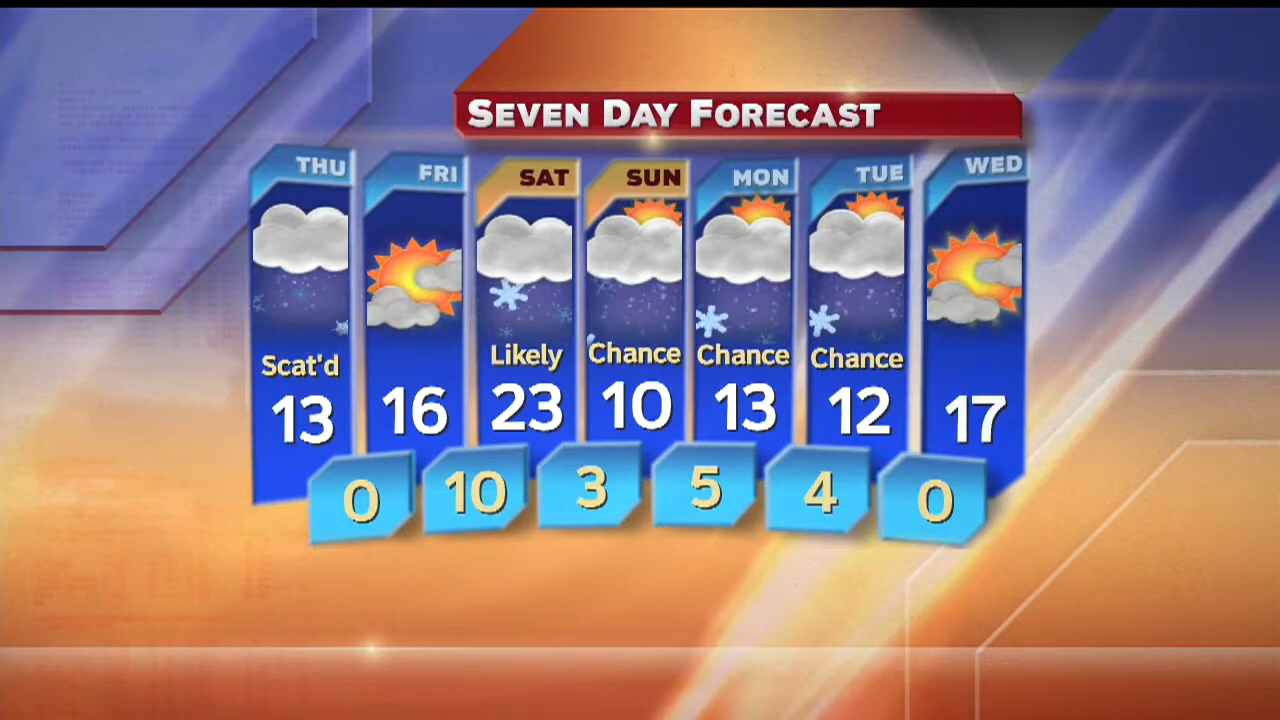 SEVEN DAY FORECAST
THU FRI SAT SUN MON TUE WED
Scat'd Likely Chance Chance Chance
13 16 23 10 13 12 17
0 10 3 5 4 0